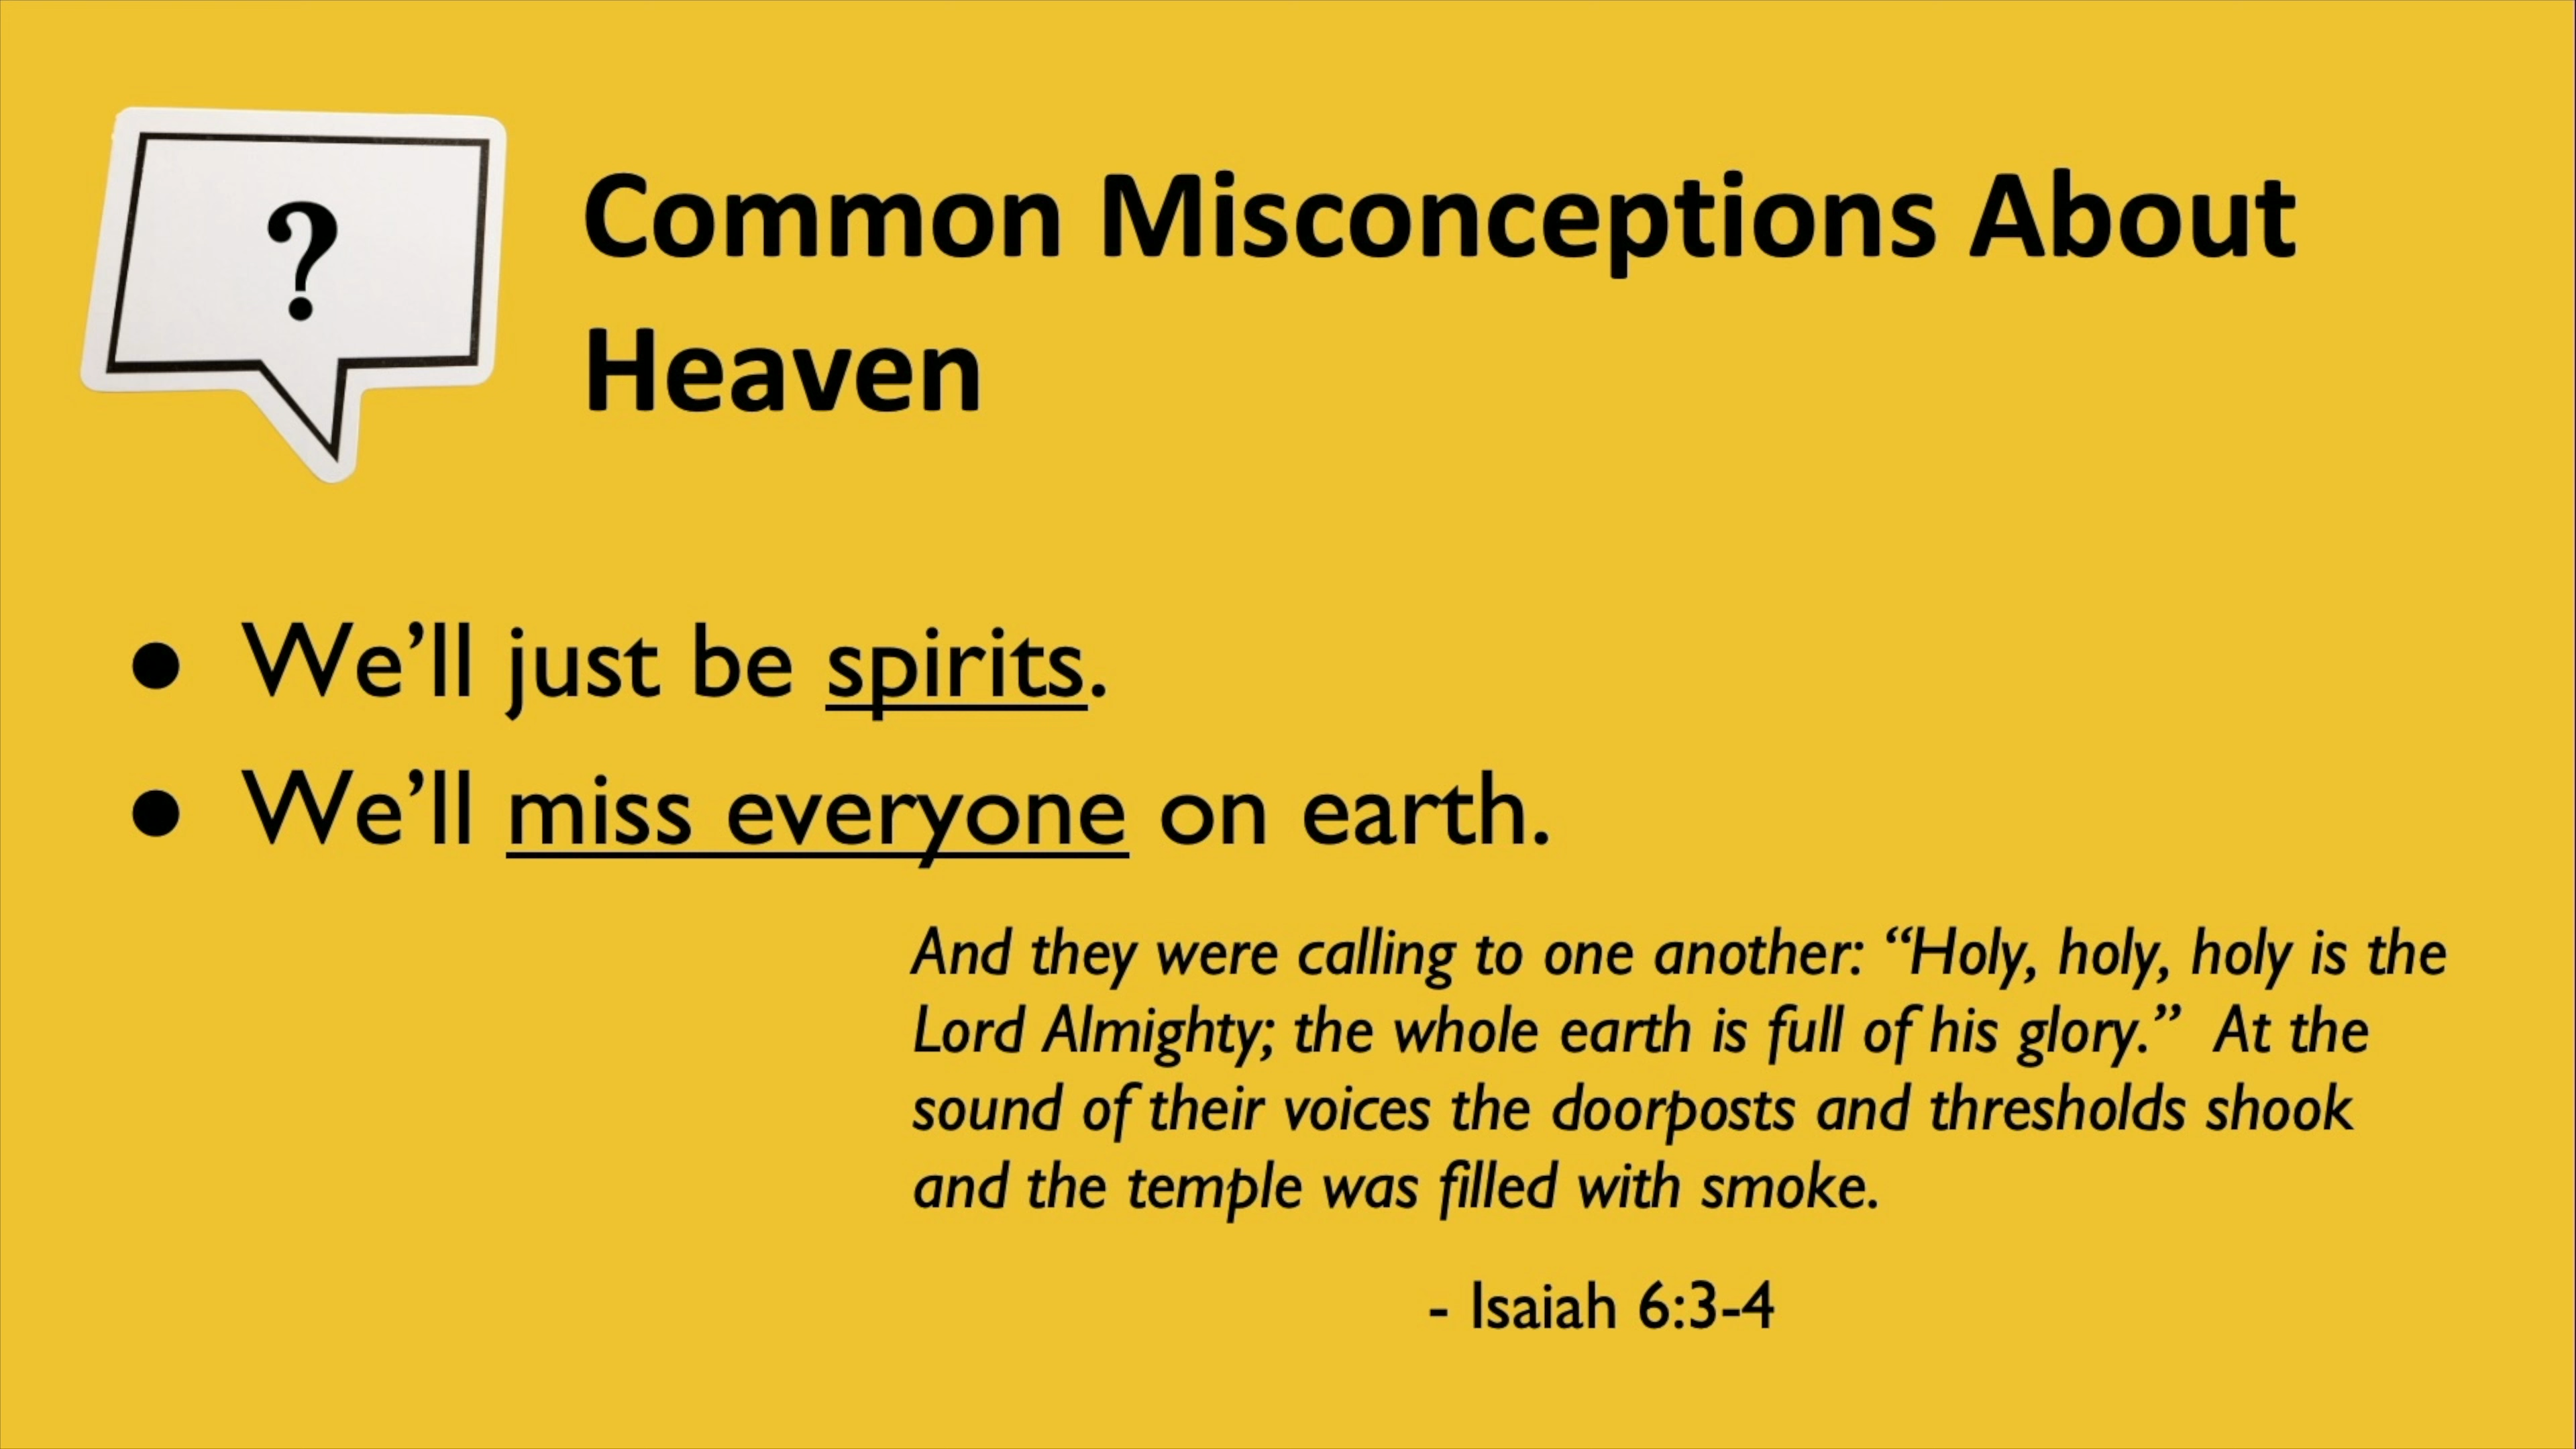 ?
Common Misconceptions About
Heaven
● We’ll just be spirits.
● We’ll miss everyone on earth.
And they were calling to one another: “Holy, holy, holy is the
Lord Almighty; the whole earth is full of his glory.”  At the
sound of their voices the doorposts and thresholds shook
and the temple was filled with smoke.
- Isaiah 6:3-4